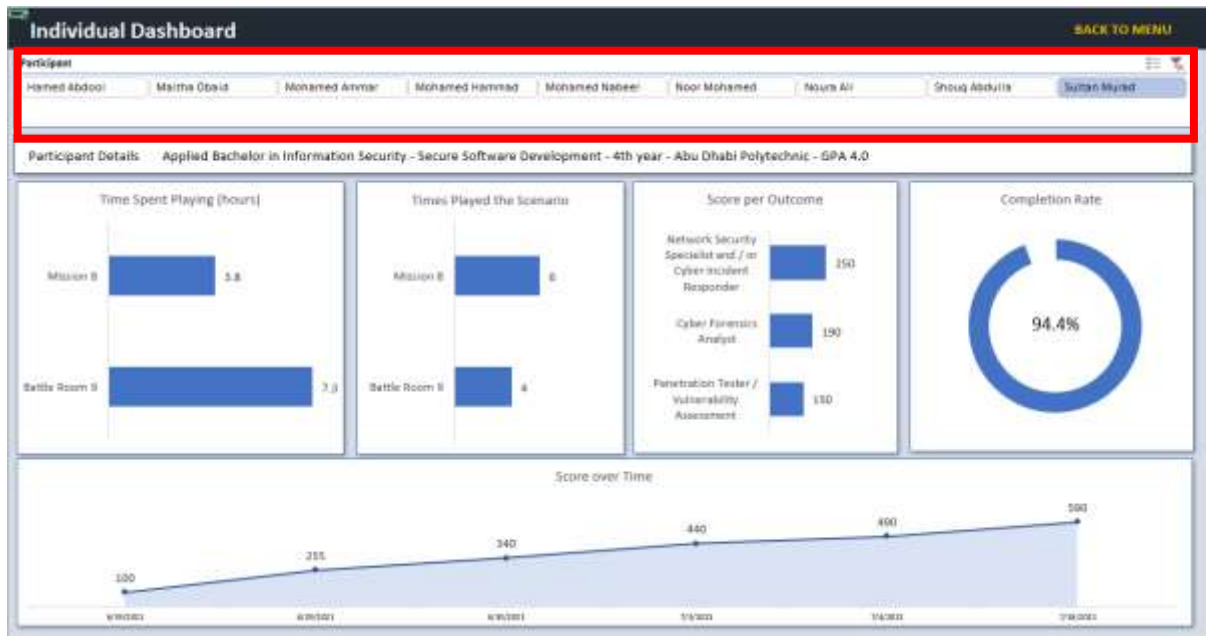 Individual Dashboard
BACK TO MENU
Participant
Hamed Abdool
Maitha Obaid
Mohamed Ammar
Mohamed Hammad
Mohamed Nabeel
Noor Mohamed
Noura Ali
Shoug Abdulla
Sultan Murad
Participant Details Applied Bachelor in Information Security - Secure Software Development - 4th year - Abu Dhabi Polytechnic - GPA 4.0
Time Spent Playing (hours)
Mission B
3.8
Battle Room B
7.3
Times Played the Scenario
Mission B
6
Battle Room B
4
Score per Outcome
Network Security
Specialist and / or
Cyber Incident
Responder
250
Cyber Forensics
Analyst
190
Penetration Tester /
Vulnerability
Assessment
150
Completion Rate
94.4%
Score over Time
100
255
340
440
490
590